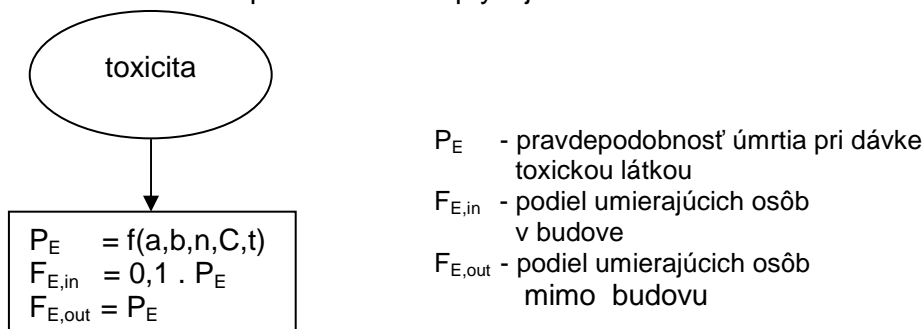 toxicita
P_E = f(a,b,n,C,t)
F_E,in = 0,1 . P_E
F_E,out = P_E
P_E - pravdepodobnosť úmrtia pri dávke
toxickou látkou
F_E,in - podiel umierajúcich osôb
v budove
F_E,out - podiel umierajúcich osôb
mimo budovu